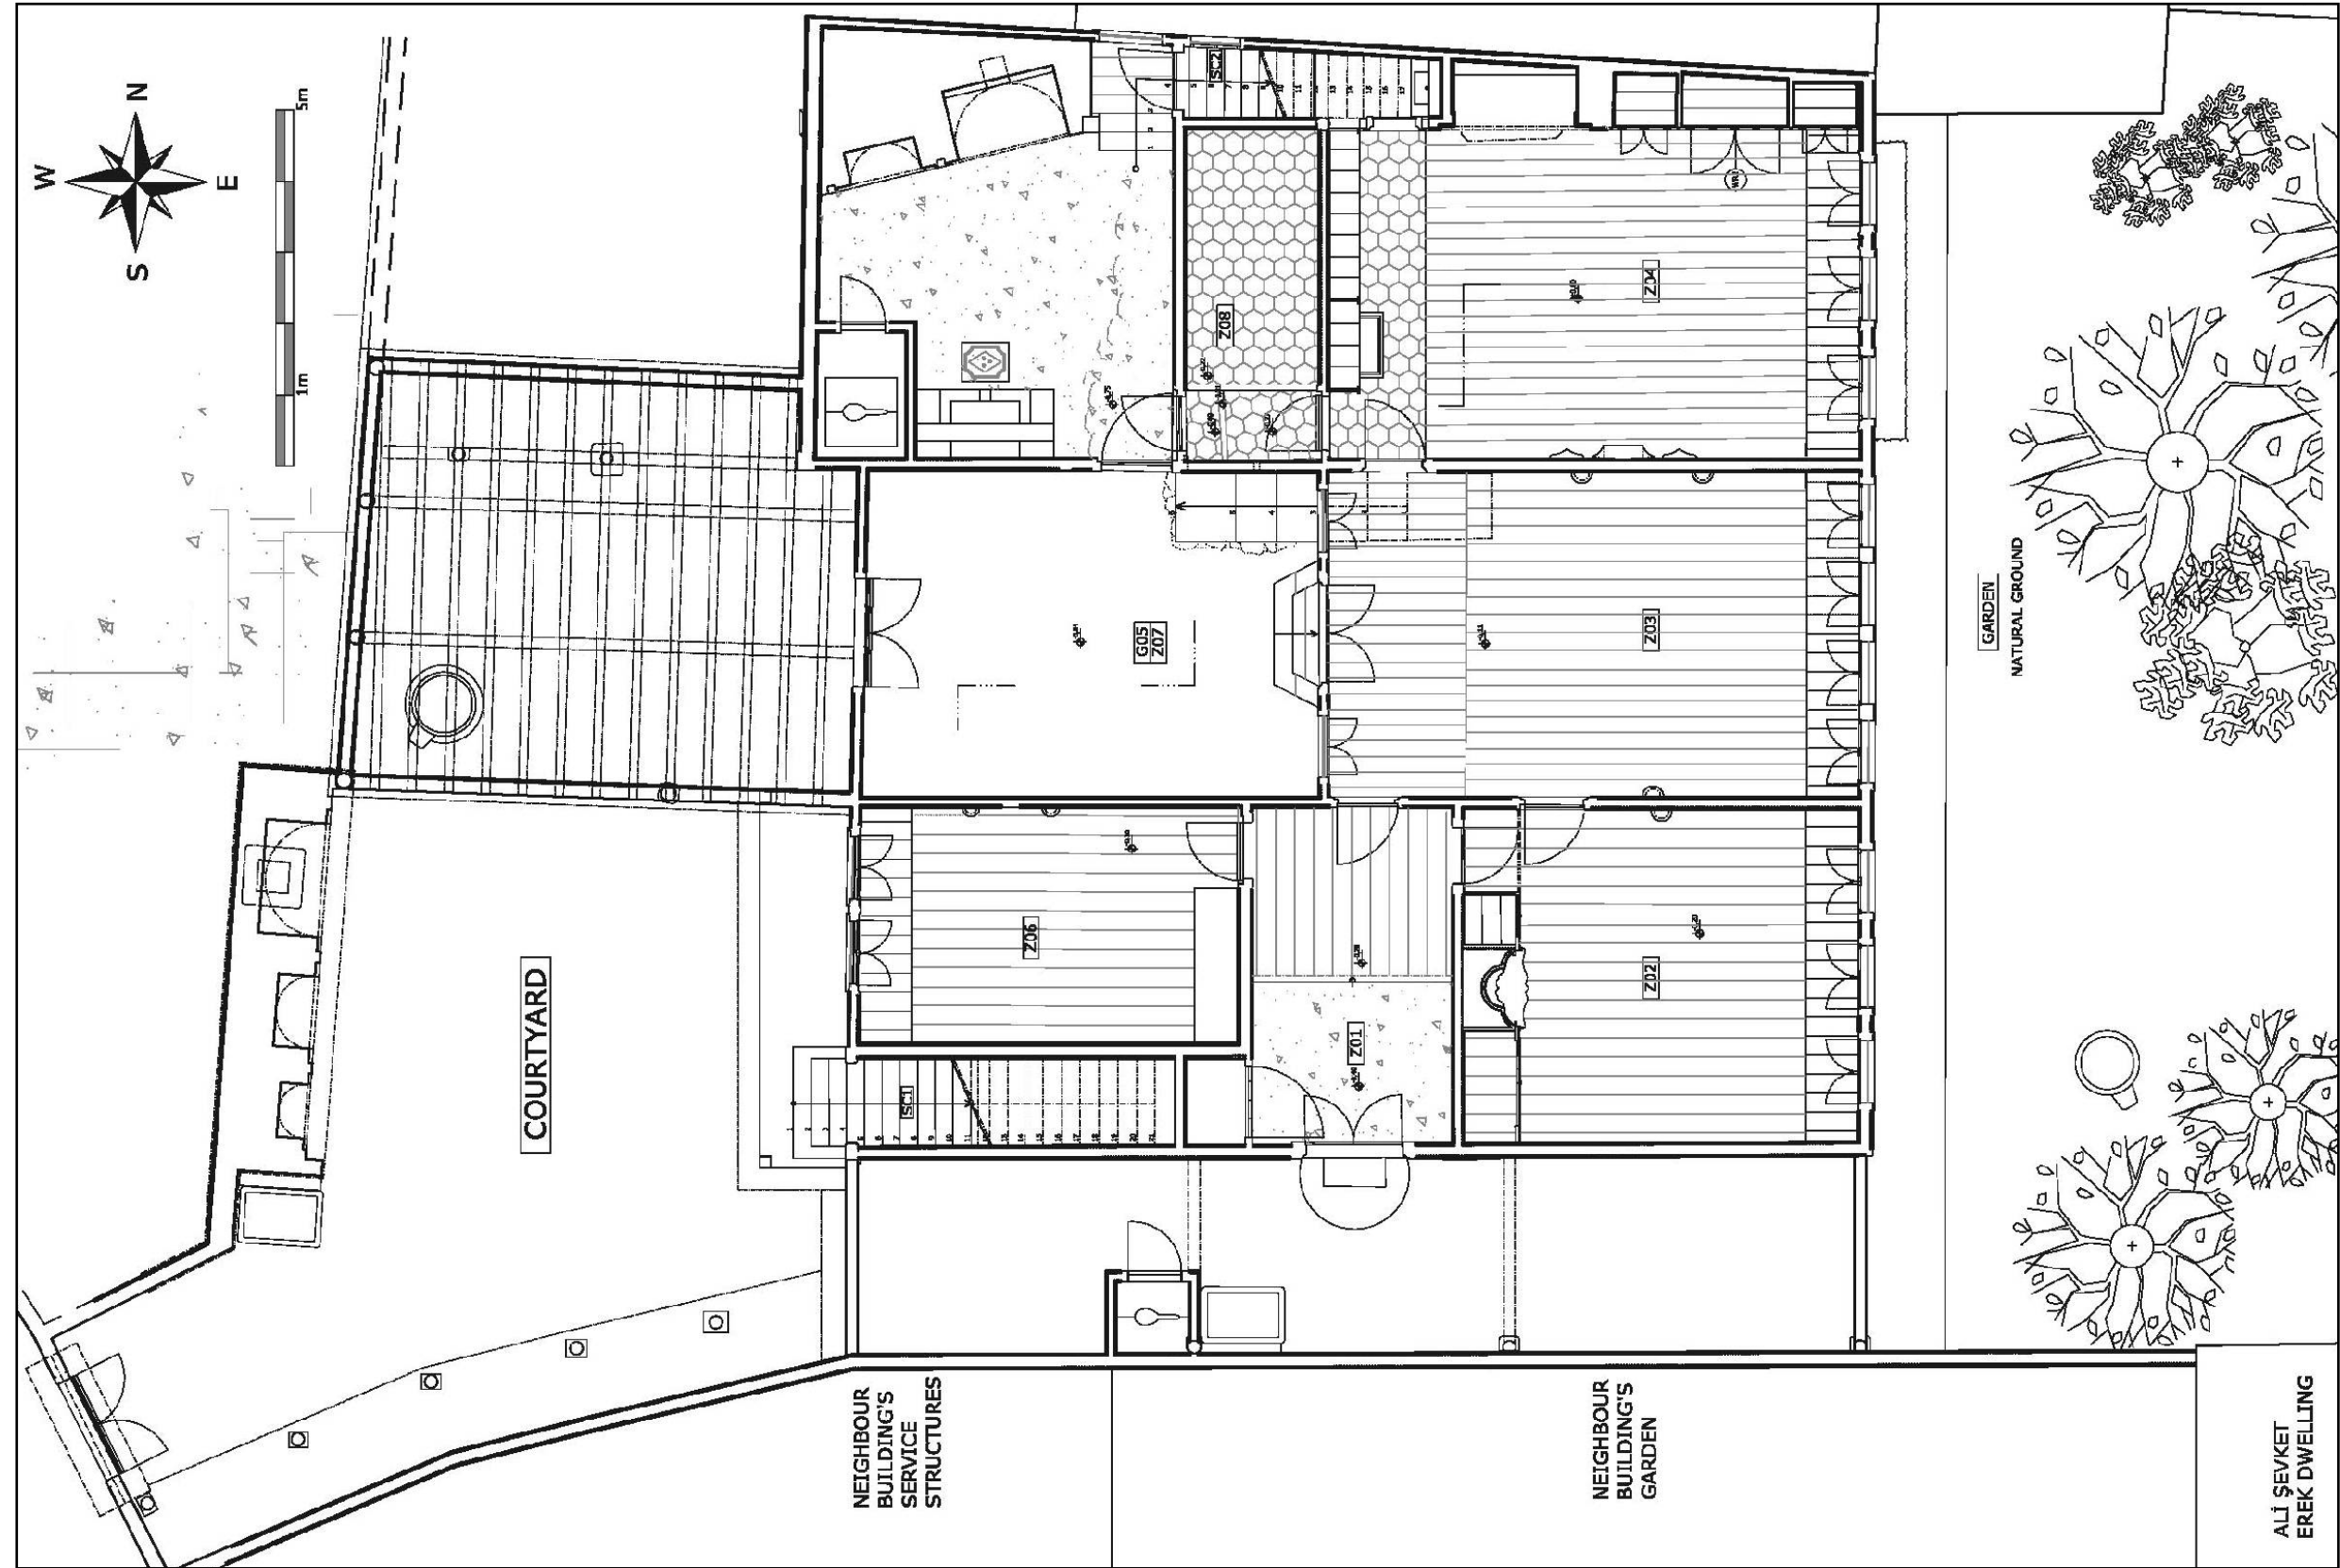 N
W
E
S
5m
1m
SC2
Z08
Z04
WR1
G05
Z07
Z03
GARDEN
NATURAL GROUND
COURTYARD
Z06
Z02
Z01
SC1
NEIGHBOUR
BUILDING'S
SERVICE
STRUCTURES
NEIGHBOUR
BUILDING'S
GARDEN
ALİ ŞEVKET
EREK DWELLING